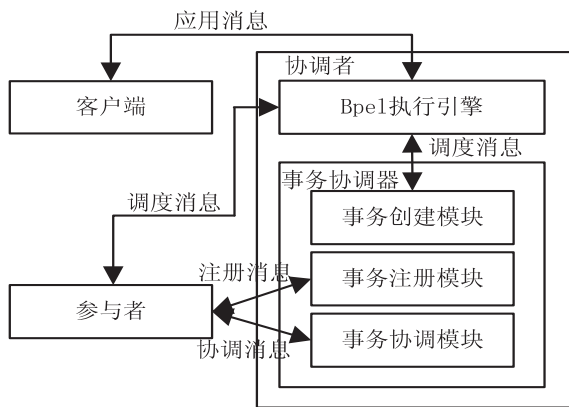 应用消息
协调者
客户端
Bpel执行引擎
调度消息
事务协调器
调度消息
事务创建模块
注册消息
事务注册模块
参与者
事务协调模块
协调消息